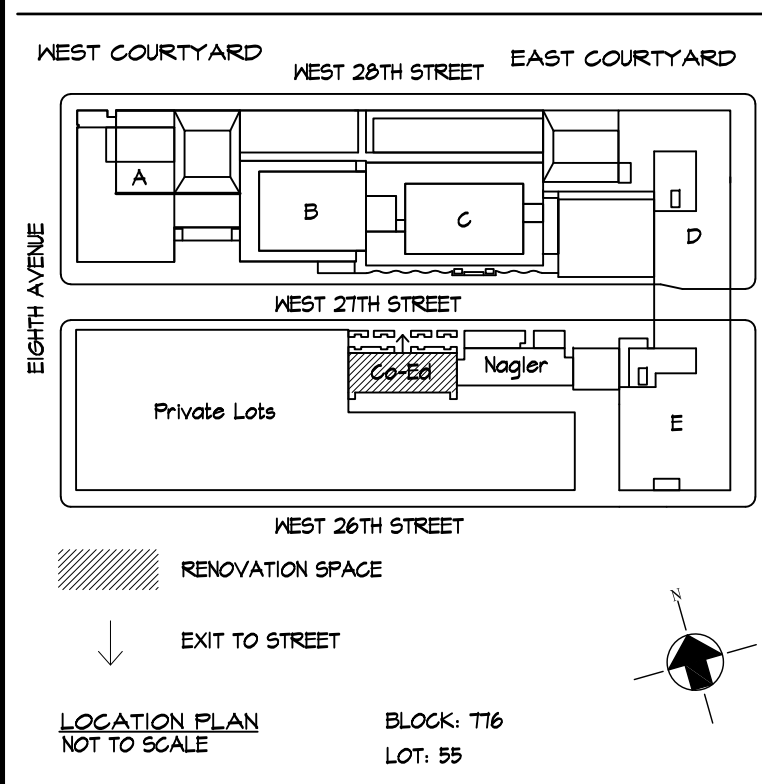 WEST COURTYARD
WEST 28TH STREET
EAST COURTYARD
A
B
C
D
EIGHTH AVENUE
WEST 27TH STREET
Co-Ed
Nagler
Private Lots
E
WEST 26TH STREET
RENOVATION SPACE
EXIT TO STREET
N
LOCATION PLAN
NOT TO SCALE
BLOCK: 776
LOT: 55